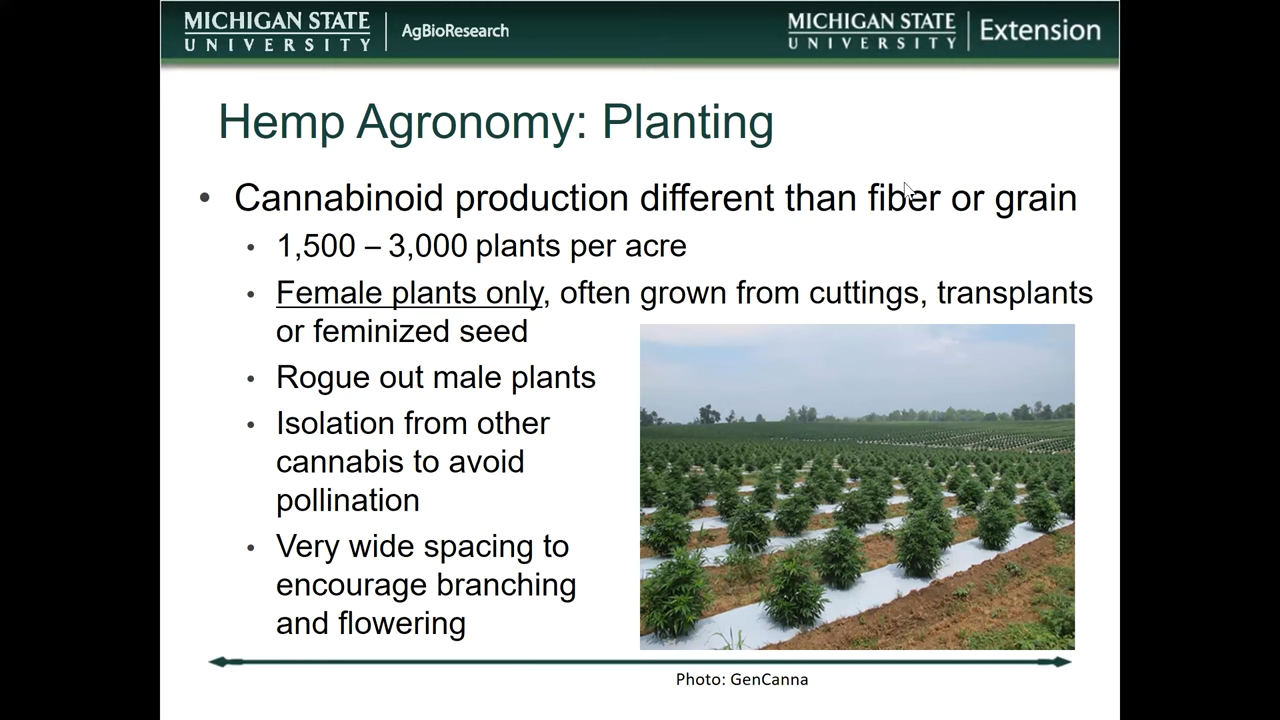 MICHIGAN STATE
UNIVERSITY
AgBioResearch
MICHIGAN STATE
UNIVERSITY
Extension
Hemp Agronomy: Planting
• Cannabinoid production different than fiber or grain
• 1,500 – 3,000 plants per acre
• Female plants only, often grown from cuttings, transplants
or feminized seed
• Rogue out male plants
• Isolation from other
cannabis to avoid
pollination
• Very wide spacing to
encourage branching
and flowering
Photo: GenCanna